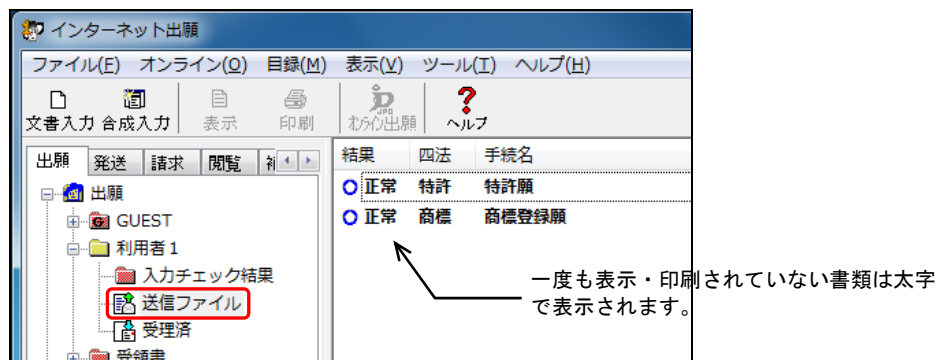 インターネット出願
ファイル(F) オンライン(O) 目録(M) 表示(V) ツール(T) ヘルプ(H)
文書入力 合成入力 表示 印刷 オンライン出願 ヘルプ
出願 発送 請求 閲覧
結果 四法 手続名
出願
正常 特許 特許願
GUEST
正常 商標 商標登録願
利用者1
入力チェック結果
送信ファイル
受理済
受領書
一度も表示・印刷されていない書類は太字
で表示されます。